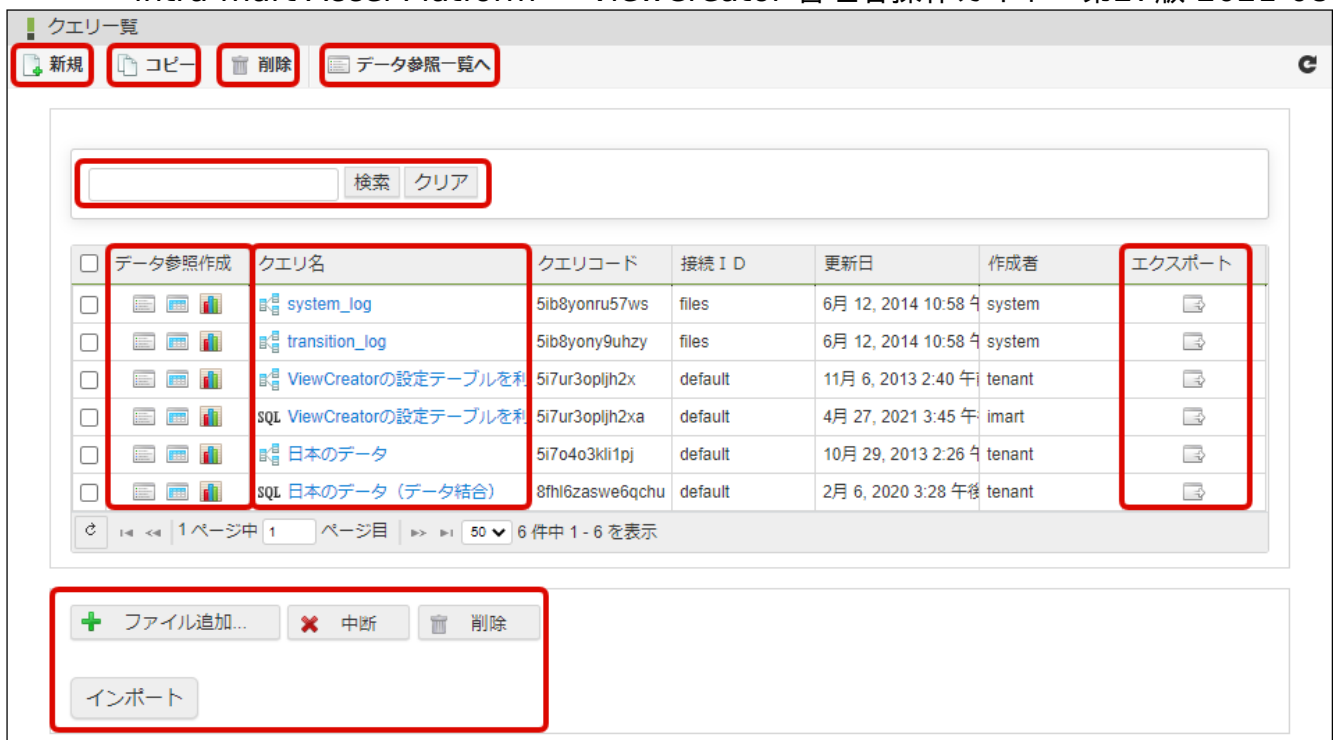 クエリ一覧
新規 コピー 削除 データ参照一覧へ
検索 クリア
データ参照作成 クエリ名 クエリコード 接続ID 更新日 作成者 エクスポート
system_log 5ib8yonru57ws files 6月 12, 2014 10:58 system
transition_log 5ib8yony9uhzy files 6月 12, 2014 10:58 system
ViewCreatorの設定テーブルを利 5i7ur3opljh2x default 11月 6, 2013 2:40 午 tenant
SQL ViewCreatorの設定テーブルを利 5i7ur3opljh2xa default 4月 27, 2021 3:45 午 imart
日本のデータ 5i7o4o3kli1pj default 10月 29, 2013 2:26 tenant
SQL 日本のデータ（データ結合） 8fhl6zaswe6qchu default 2月 6, 2020 3:28 午後 tenant
1 ページ中 1 ページ目 50 6 件中 1 - 6 を表示
ファイル追加... 中断 削除
インポート